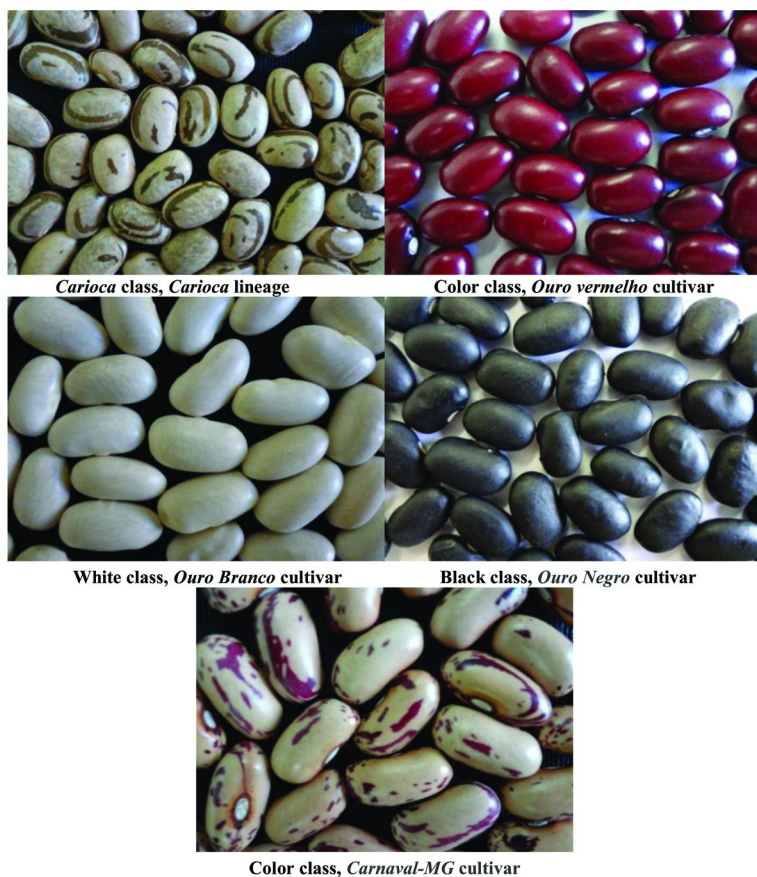 Carioca class, Carioca lineage
Color class, Ouro vermelho cultivar
White class, Ouro Branco cultivar
Black class, Ouro Negro cultivar
Color class, Carnaval-MG cultivar